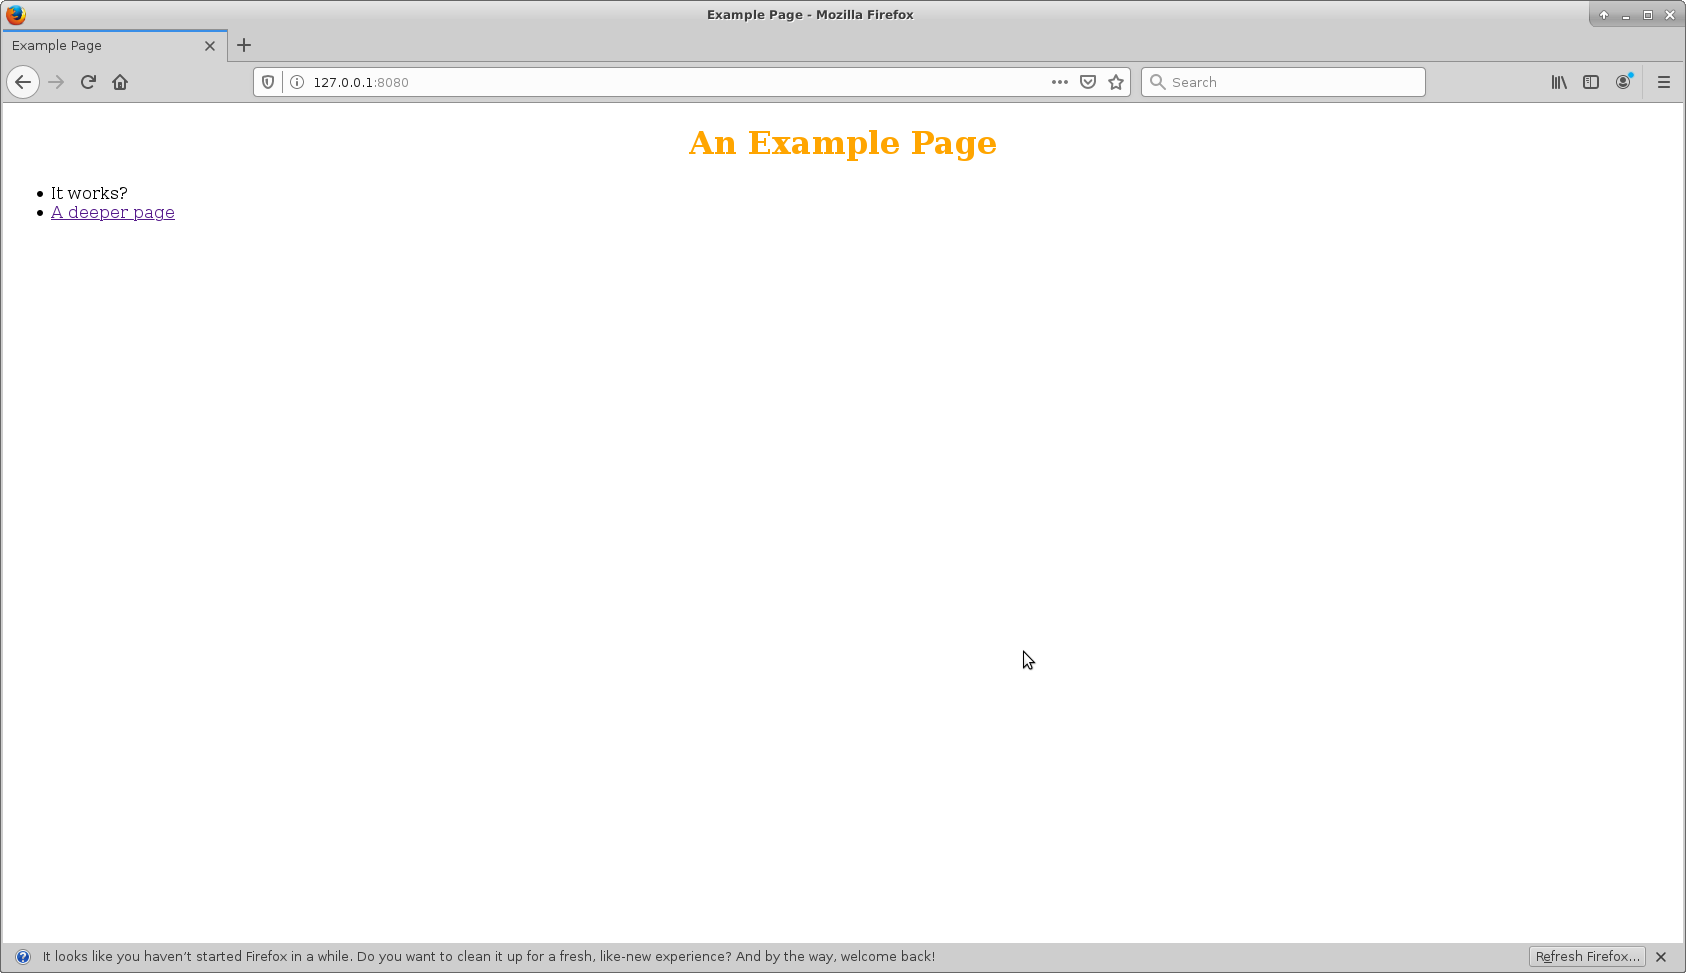 Example Page - Mozilla Firefox
Example Page
127.0.0.1:8080
Search
An Example Page
It works?
A deeper page
It looks like you haven’t started Firefox in a while. Do you want to clean it up for a fresh, like-new experience? And by the way, welcome back!
Refresh Firefox...